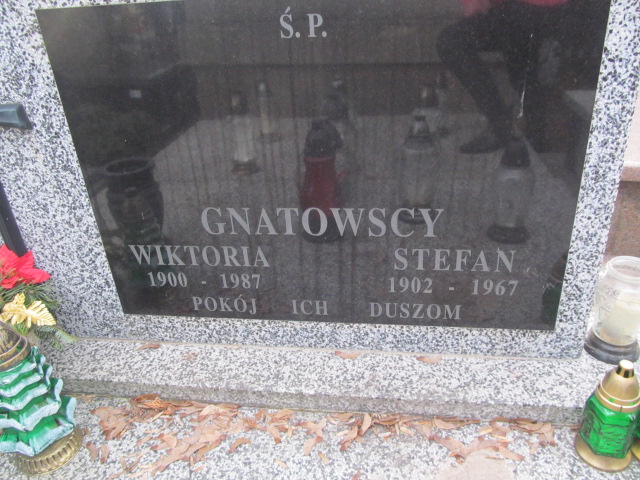 Ś. P.
GNATOWSCY
WIKTORIA STEFAN
1900 - 1987 1902 - 1967
POKÓJ ICH DUSZOM